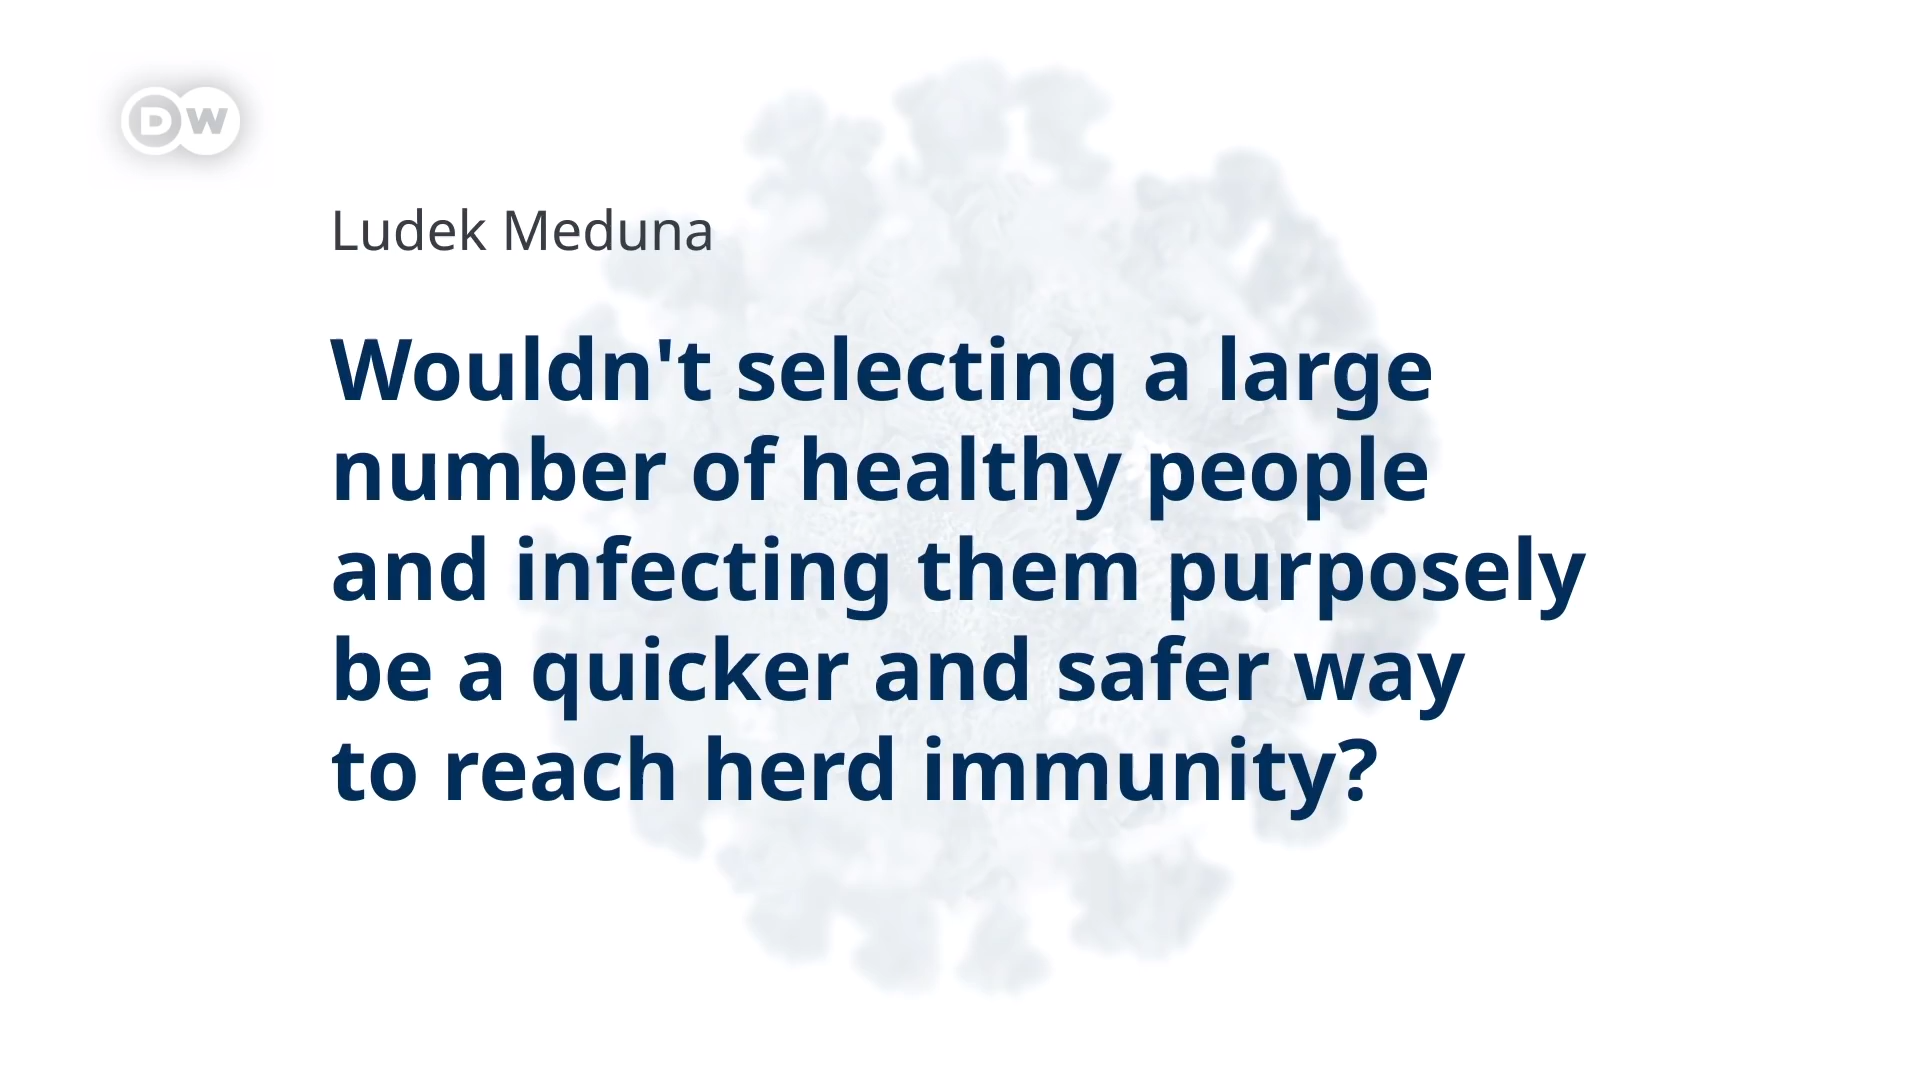 DW
Ludek Meduna
Wouldn't selecting a large
number of healthy people
and infecting them purposely
be a quicker and safer way
to reach herd immunity?